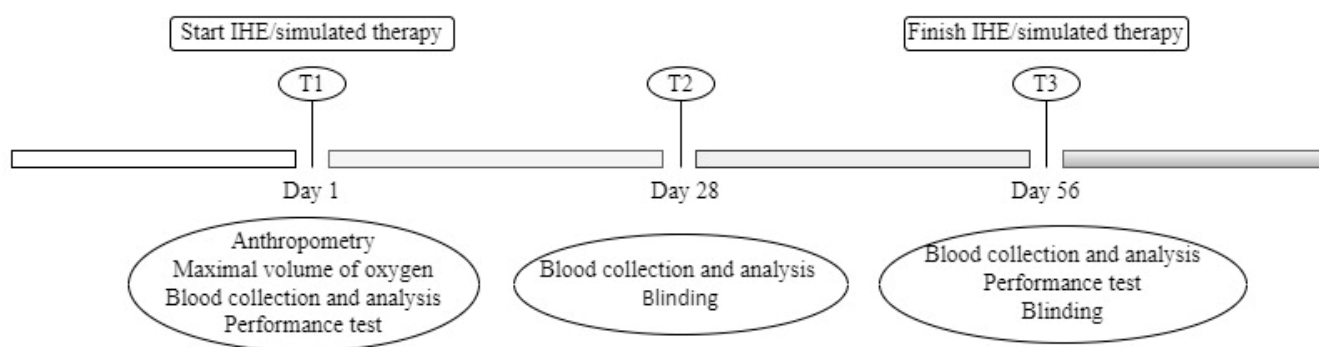 Start IHE/simulated therapy
Finish IHE/simulated therapy
T1
T2
T3
Day 1
Day 28
Day 56
Anthropometry
Maximal volume of oxygen
Blood collection and analysis
Performance test
Blood collection and analysis
Blinding
Blood collection and analysis
Performance test
Blinding